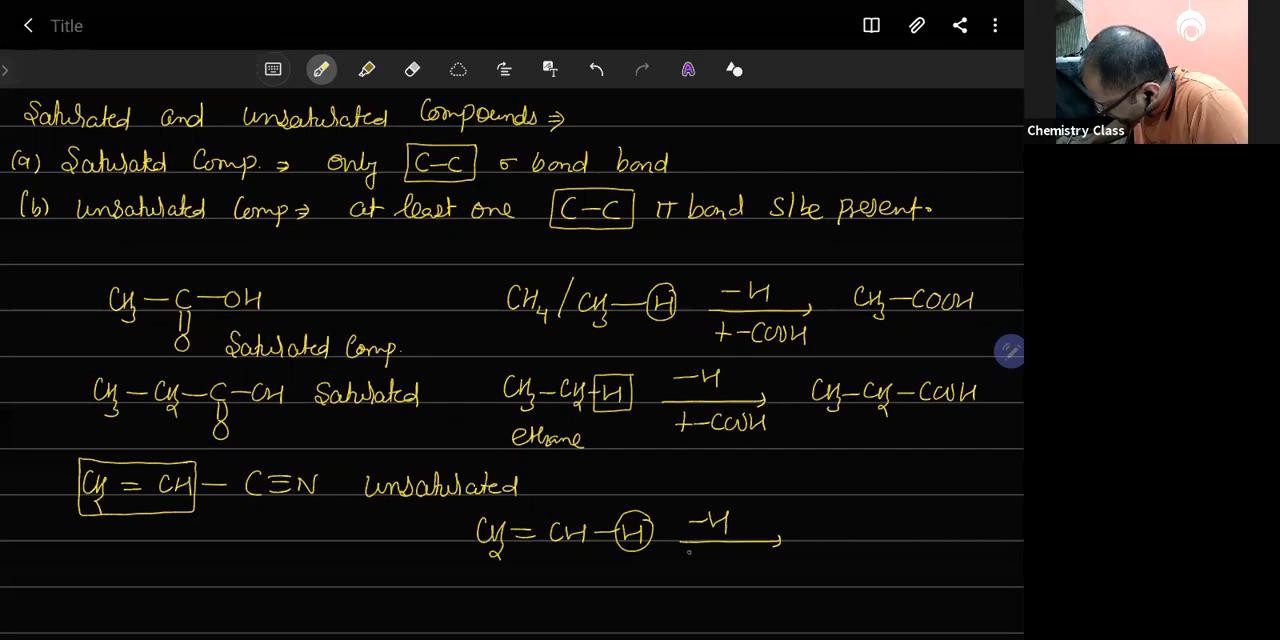 Title
Chemistry Class
Saturated and unsaturated Compounds ⇒
(a) Saturated Comp. ⇒ only C-C σ bond bond
(b) unsaturated Comp ⇒ at least one C-C π bond s/be present.
CH3 — C — OH
||
O
Saturated Comp.
CH4 / CH3 — H —H +-COOH → CH3 — COOH
CH3 — CH2 — C — OH Saturated
||
O
CH3 — CH2 — H —H +-COOH → CH3 — CH2 — COOH
ethane
CH2 = CH — C≡N unsaturated
CH2 = CH — H —H →